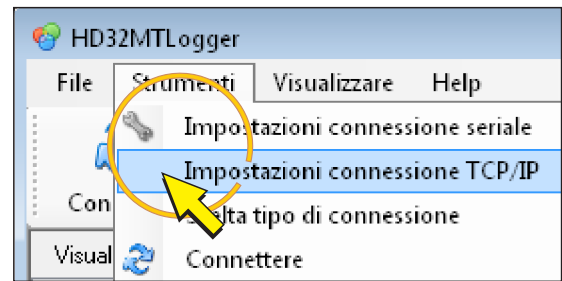 HD32MTLogger
File Strumenti Visualizzare Help
Impostazioni connessione seriale
Impostazioni connessione TCP/IP
Con
Scelta tipo di connessione
Visual
Connettere